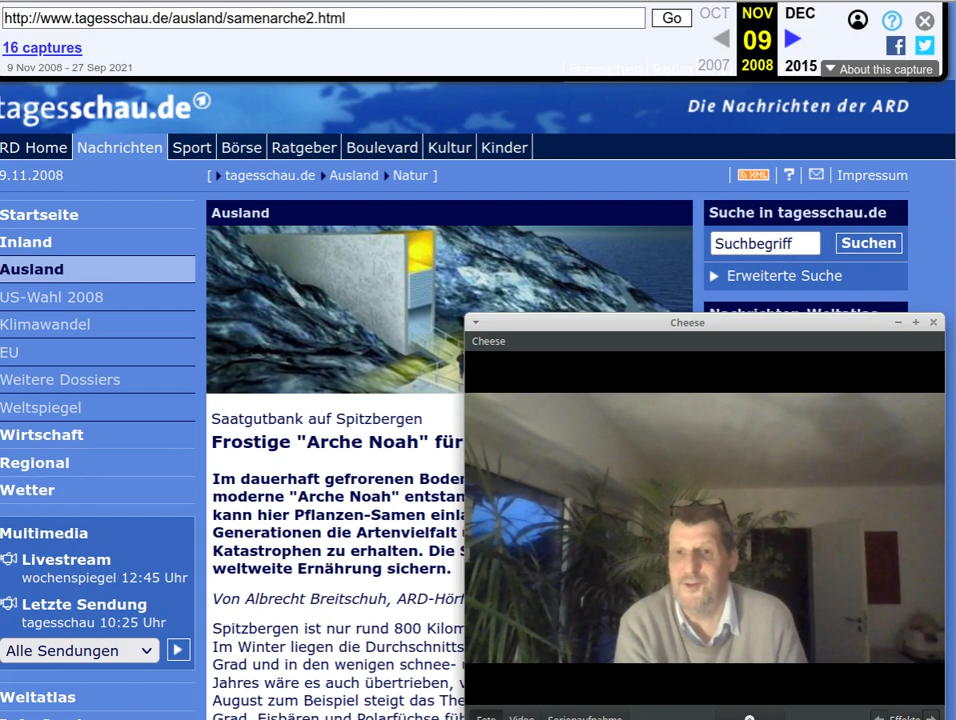 http://www.tagesschau.de/ausland/samenarche2.html
Go
OCT NOV DEC
16 captures
09
9 Nov 2008 - 27 Sep 2021
2007 2008 2015
About this capture
tagesschau.de
Die Nachrichten der ARD
RD Home Nachrichten Sport Börse Ratgeber Boulevard Kultur Kinder
9.11.2008
[ tagesschau.de Ausland Natur ]
XML ? Impressum
Startseite
Inland
Ausland
US-Wahl 2008
Klimawandel
EU
Weitere Dossiers
Weltspiegel
Wirtschaft
Regional
Wetter
Multimedia
Livestream
wochenspiegel 12:45 Uhr
Letzte Sendung
tagesschau 10:25 Uhr
Alle Sendungen
Weltatlas
Ausland
Saatgutbank auf Spitzbergen
Frostige "Arche Noah" für
Im dauerhaft gefrorenen Boden
moderne "Arche Noah" entstan
kann hier Pflanzen-Samen einla
Generationen die Artenvielfalt
Katastrophen zu erhalten. Die S
weltweite Ernährung sichern.
Von Albrecht Breitschuh, ARD-Hörf
Spitzbergen ist nur rund 800 Kilom
Im Winter liegen die Durchschnitts
Grad und in den wenigen schnee-
Jahres wäre es auch übertrieben, v
August zum Beispiel steigt das The
Grad. Eisbären und Polarfüchse füh
Suche in tagesschau.de
Suchbegriff Suchen
Erweiterte Suche
Nachrichten-Weltatlas
Cheese
Cheese
Foto Video Serienaufnahme Effekte